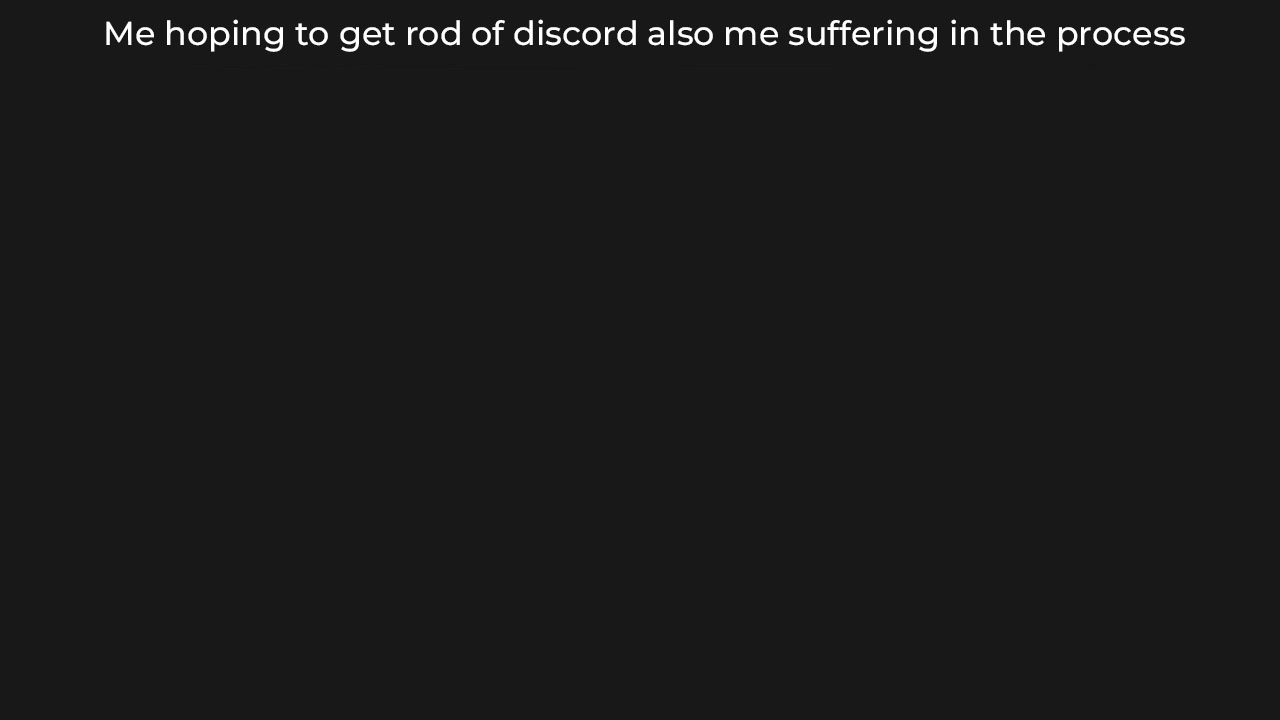 Me hoping to get rod of discord also me suffering in the process